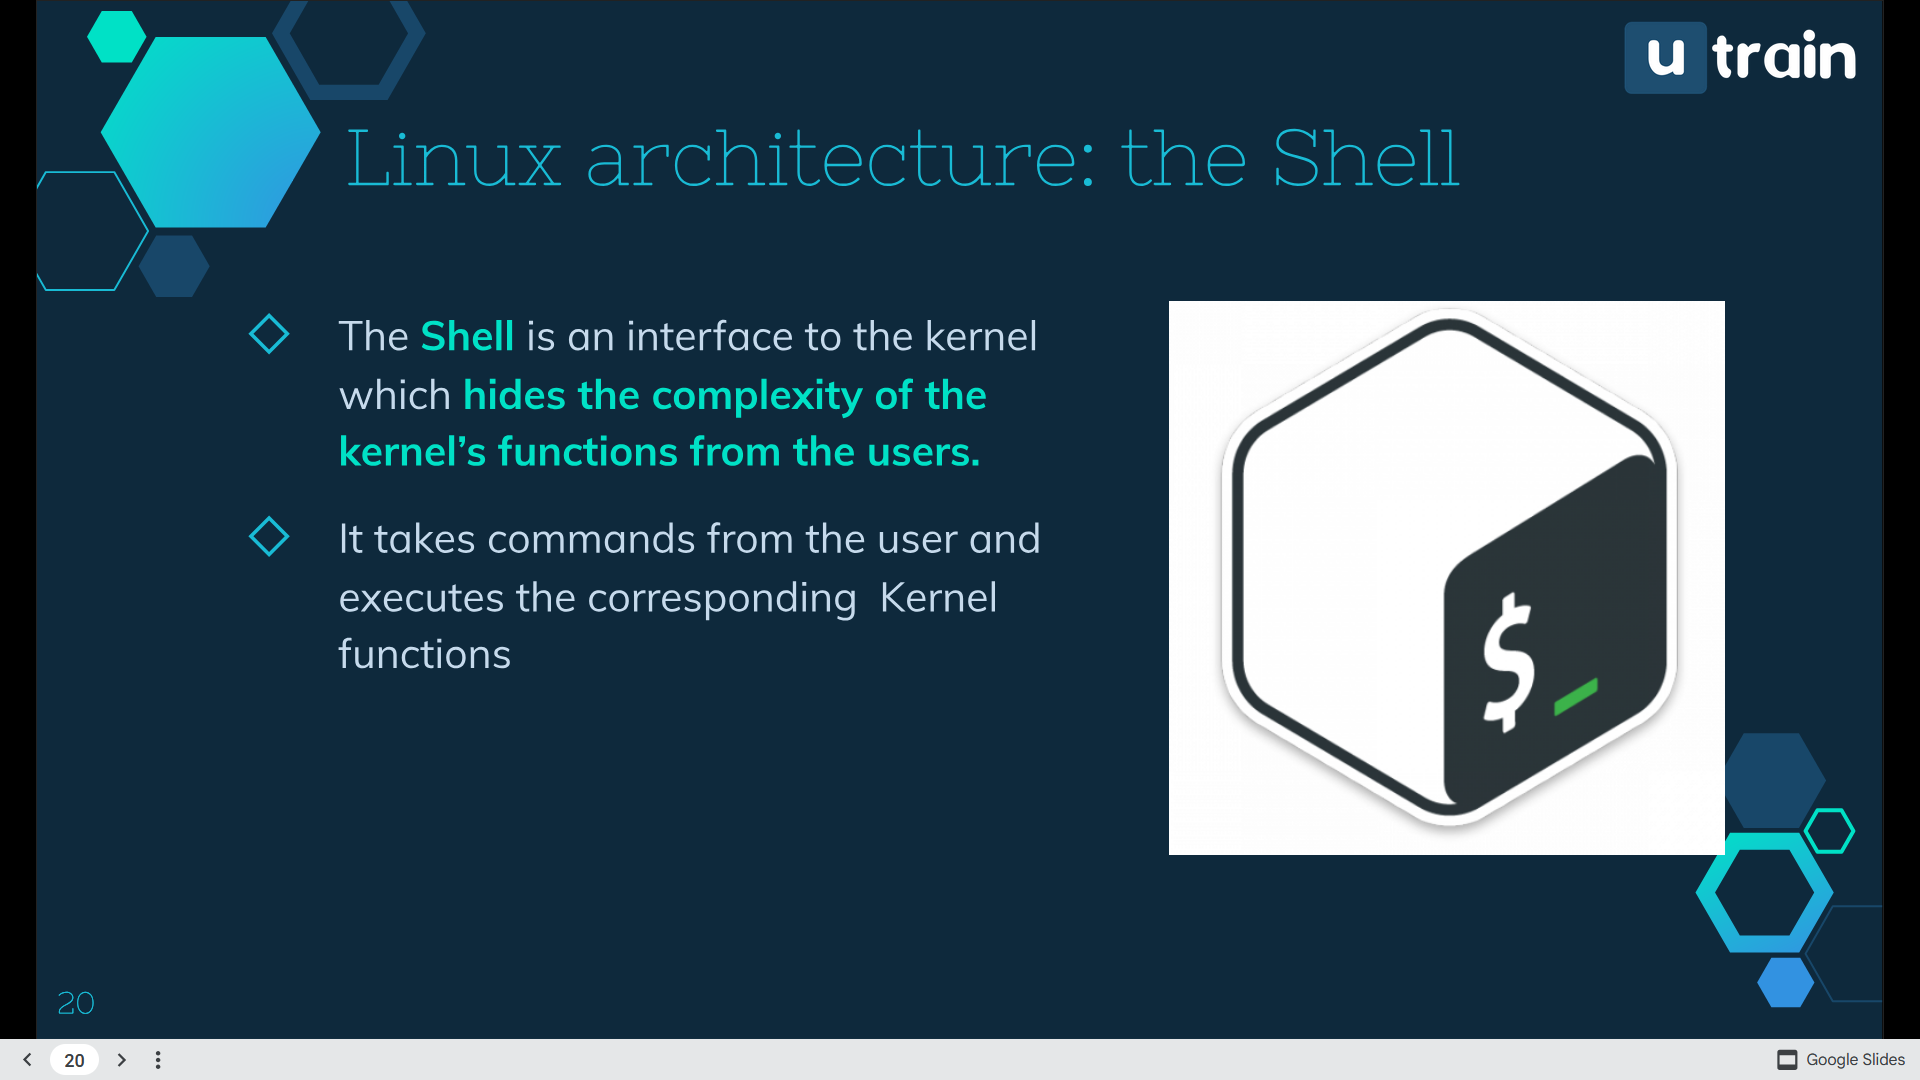 u train
Linux architecture: the Shell
The Shell is an interface to the kernel
which hides the complexity of the
kernel’s functions from the users.
It takes commands from the user and
executes the corresponding  Kernel
functions
$_
20
20
Google Slides